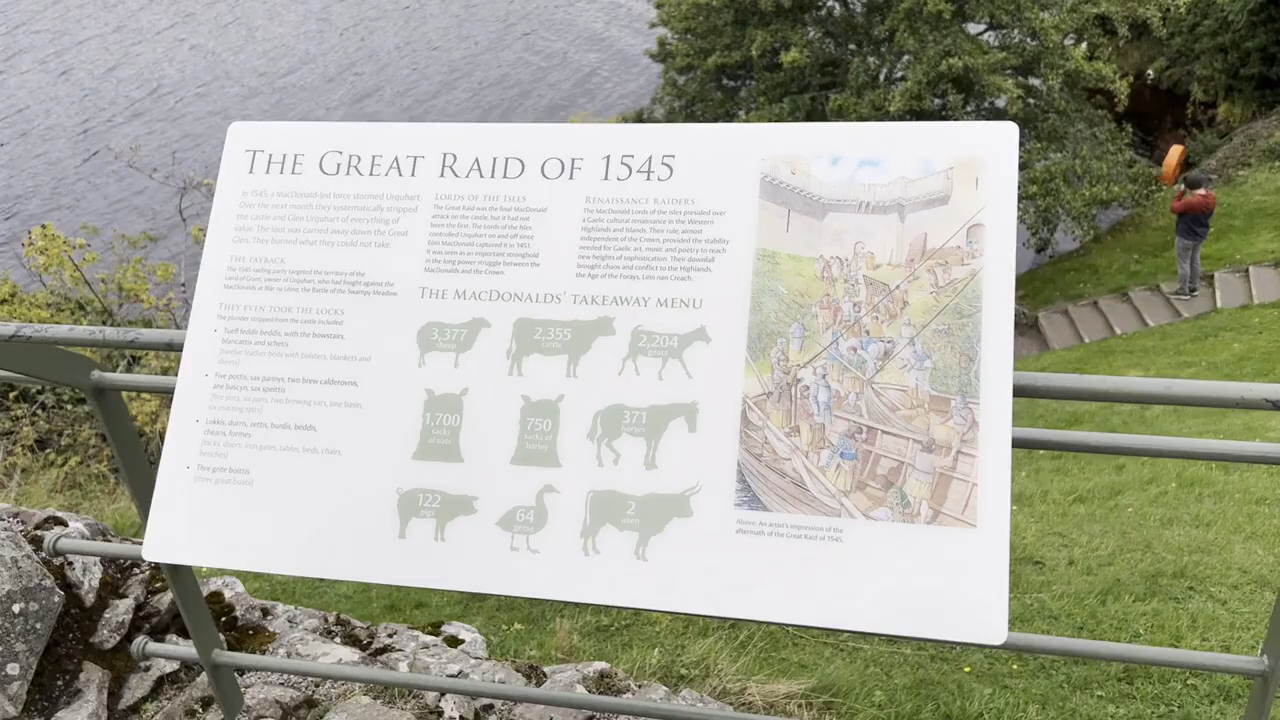 THE GREAT RAID OF 1545
In 1545, a MacDonald-led force stormed Urquhart.
Over the next month they systematically stripped
the castle and Glen Urquhart of everything of
value. The loot was carried away down the Great
Glen. They burned what they could not take.
THE PAYBACK
The 1545 raiding party targeted the territory of the
Laird of Grant, owner of Urquhart, who had fought against the
MacDonalds at Blàr na Léine, the Battle of the Swampy Meadow.
THEY EVEN TOOK THE LOCKS
The plunder stripped from the castle included:
• Tuelf feddir beddis, with the bowstairs,
blancattis and schetis
[twelve leather beds with bolsters, blankets and
sheets]
• Five pottis, sax pannys, two brew calderovnis,
ane bascyn, sax speittis
[five pots, six pans, two brewing vats, one basin,
six roasting spits]
• Lokkis, durris, zettis, burdis, beddis,
chearis, formes
[locks, doors, iron gates, tables, beds, chairs,
benches]
• Thre grite boittis
[three great boats]
LORDS OF THE ISLES
The Great Raid was the final MacDonald
attack on the castle, but it had not
been the first. The Lords of the Isles
controlled Urquhart on and off since
Eòin MacDonald captured it in 1451.
It was seen as an important stronghold
in the long power struggle between the
MacDonalds and the Crown.
RENAISSANCE RAIDERS
The MacDonald Lords of the Isles presided over
a Gaelic cultural renaissance in the Western
Highlands and Islands. Their rule, almost
independent of the Crown, provided the stability
needed for Gaelic art, music and poetry to reach
new heights of sophistication. Their downfall
brought chaos and conflict to the Highlands,
the Age of the Forays, Linn nan Creach.
THE MACDONALDS' TAKEAWAY MENU
3,377
sheep
2,355
cattle
2,204
goats
1,700
sacks
of oats
750
sacks of
barley
371
horses
122
pigs
64
geese
2
oxen
Above: An artist's impression of the
aftermath of the Great Raid of 1545.